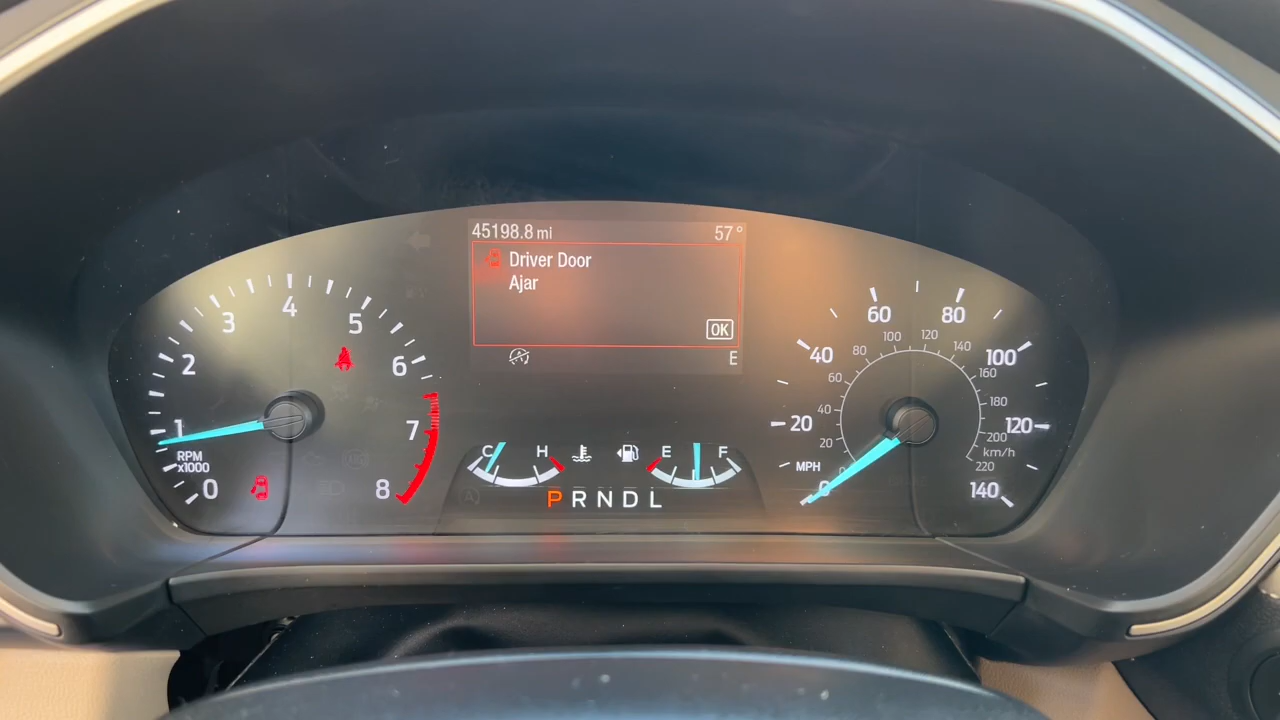 45198.8 mi 57°
Driver Door
Ajar
OK
E
0 1 2 3 4 5 6 7 8
RPM
x1000
C H E F
P R N D L
0 20 40 60 80 100 120 140
MPH
20 40 60 80 100 120 140 160 180 200 220
km/h